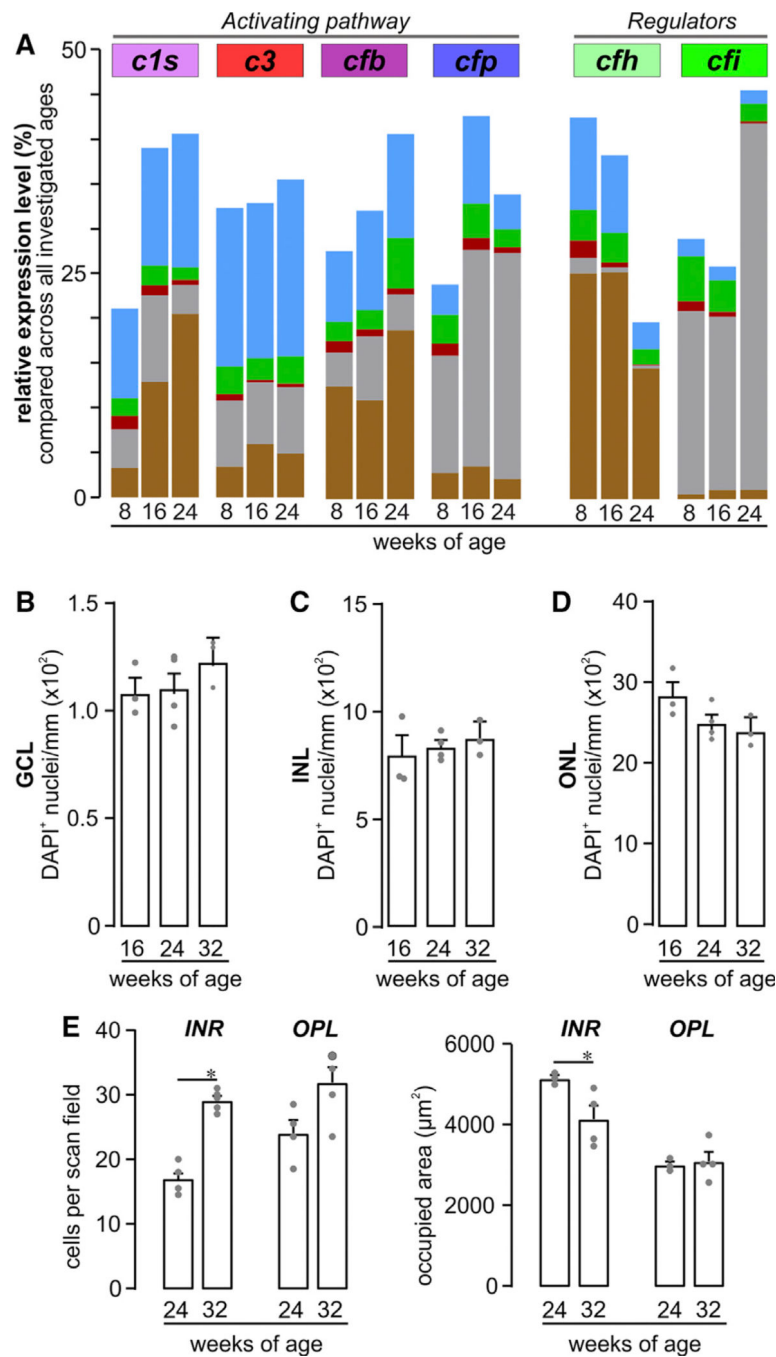 Activating pathway Regulators
A
50
c1s c3 cfb cfp cfh cfi
relative expression level (%)
compared across all investigated ages
25
0
8 16 24 8 16 24 8 16 24 8 16 24 8 16 24 8 16 24
weeks of age
B
GCL
DAPI⁺ nuclei/mm (x10²)
1.5
1.0
0.5
0
16 24 32
weeks of age
C
INL
DAPI⁺ nuclei/mm (x10²)
15
10
5
0
16 24 32
weeks of age
D
ONL
DAPI⁺ nuclei/mm (x10²)
40
30
20
10
0
16 24 32
weeks of age
E
INR OPL
cells per scan field
40
30
20
10
0
*
24 32 24 32
weeks of age
INR OPL
occupied area (µm²)
6000
4000
2000
0
*
24 32 24 32
weeks of age